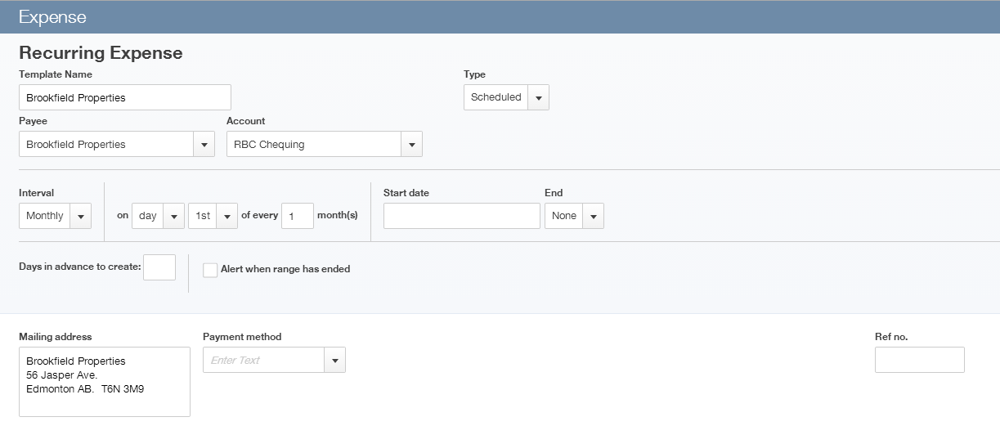 Expense
Recurring Expense
Template Name
Type
Brookfield Properties
Scheduled
Payee
Account
Brookfield Properties
RBC Chequing
Interval
Start date
End
Monthly
on day 1st of every 1 month(s)
None
Days in advance to create:
Alert when range has ended
Mailing address
Payment method
Ref no.
Brookfield Properties
56 Jasper Ave.
Edmonton AB.  T6N 3M9
Enter Text